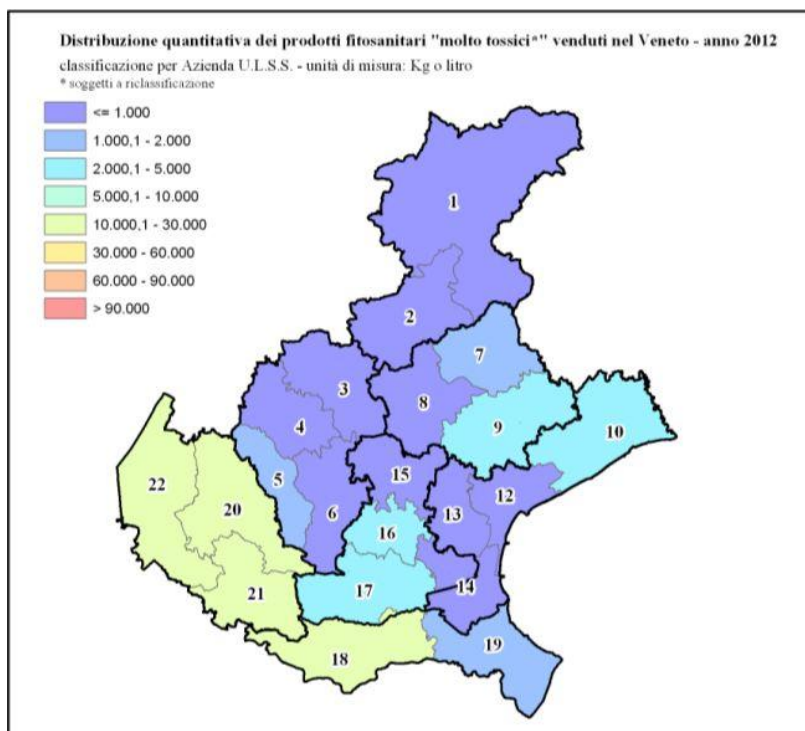 Distribuzione quantitativa dei prodotti fitosanitari "molto tossici*" venduti nel Veneto - anno 2012
classificazione per Azienda U.L.S.S. - unità di misura: Kg o litro
* soggetti a riclassificazione
<= 1.000
1.000,1 - 2.000
2.000,1 - 5.000
5.000,1 - 10.000
10.000,1 - 30.000
30.000 - 60.000
60.000 - 90.000
> 90.000
1
2
7
3
8
4
9
10
15
5
22
12
6
13
20
16
14
17
21
19
18